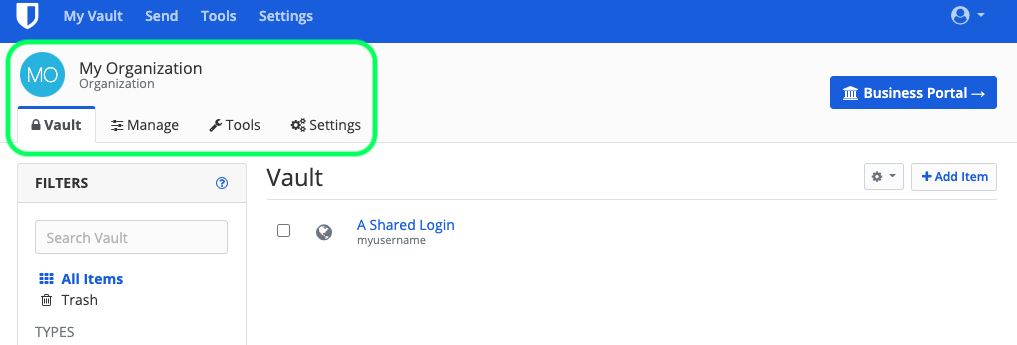 My Vault Send Tools Settings
MO
My Organization
Organization
Business Portal →
Vault Manage Tools Settings
FILTERS
Vault
+ Add Item
Search Vault
A Shared Login
myusername
All Items
Trash
TYPES